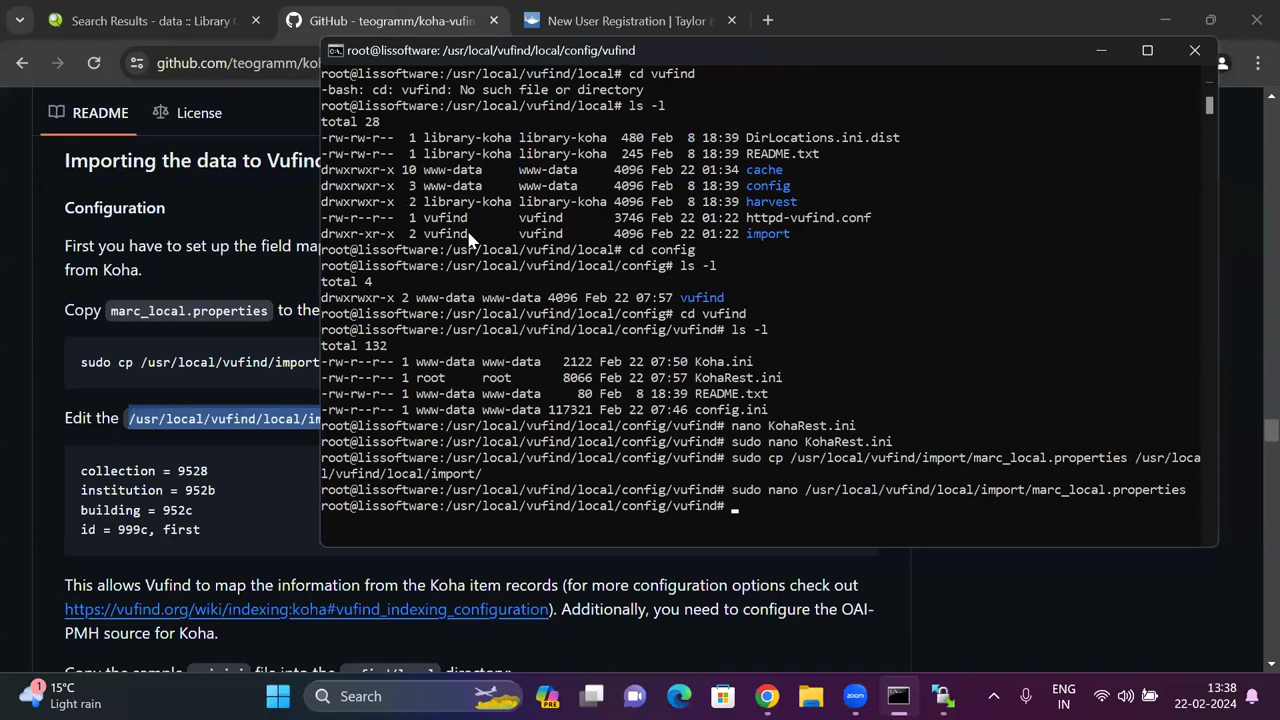 Search Results - data :: Library
GitHub - teogramm/koha-vufin
New User Registration | Taylor &
github.com/teogramm/ko
README
License
Importing the data to Vufind
Configuration
First you have to set up the field map
from Koha.
Copy marc_local.properties to the
sudo cp /usr/local/vufind/import
Edit the /usr/local/vufind/local/im
collection = 9528
institution = 952b
building = 952c
id = 999c, first
This allows Vufind to map the information from the Koha item records (for more configuration options check out
https://vufind.org/wiki/indexing:koha#vufind_indexing_configuration). Additionally, you need to configure the OAI-
PMH source for Koha.
root@lissoftware: /usr/local/vufind/local/config/vufind
root@lissoftware:/usr/local/vufind/local# cd vufind
-bash: cd: vufind: No such file or directory
root@lissoftware:/usr/local/vufind/local# ls -l
total 28
-rw-rw-r-- 1 library-koha library-koha 480 Feb 8 18:39 DirLocations.ini.dist
-rw-rw-r-- 1 library-koha library-koha 245 Feb 8 18:39 README.txt
drwxrwxr-x 10 www-data www-data 4096 Feb 22 01:34 cache
drwxrwxr-x 3 www-data www-data 4096 Feb 8 18:39 config
drwxrwxr-x 2 library-koha library-koha 4096 Feb 8 18:39 harvest
-rw-r--r-- 1 vufind vufind 3746 Feb 22 01:22 httpd-vufind.conf
drwxr-xr-x 2 vufind vufind 4096 Feb 22 01:22 import
root@lissoftware:/usr/local/vufind/local# cd config
root@lissoftware:/usr/local/vufind/local/config# ls -l
total 4
drwxrwxr-x 2 www-data www-data 4096 Feb 22 07:57 vufind
root@lissoftware:/usr/local/vufind/local/config# cd vufind
root@lissoftware:/usr/local/vufind/local/config/vufind# ls -l
total 132
-rw-r--r-- 1 www-data www-data 2122 Feb 22 07:50 Koha.ini
-rw-r--r-- 1 root root 8066 Feb 22 07:57 KohaRest.ini
-rw-rw-r-- 1 www-data www-data 80 Feb 8 18:39 README.txt
-rw-r--r-- 1 www-data www-data 117321 Feb 22 07:46 config.ini
root@lissoftware:/usr/local/vufind/local/config/vufind# nano KohaRest.ini
root@lissoftware:/usr/local/vufind/local/config/vufind# sudo nano KohaRest.ini
root@lissoftware:/usr/local/vufind/local/config/vufind# sudo cp /usr/local/vufind/import/marc_local.properties /usr/loca
l/vufind/local/import/
root@lissoftware:/usr/local/vufind/local/config/vufind# sudo nano /usr/local/vufind/local/import/marc_local.properties
root@lissoftware:/usr/local/vufind/local/config/vufind#
1
15°C
Light rain
Search
PRE
zoom
ENG
IN
13:38
22-02-2024